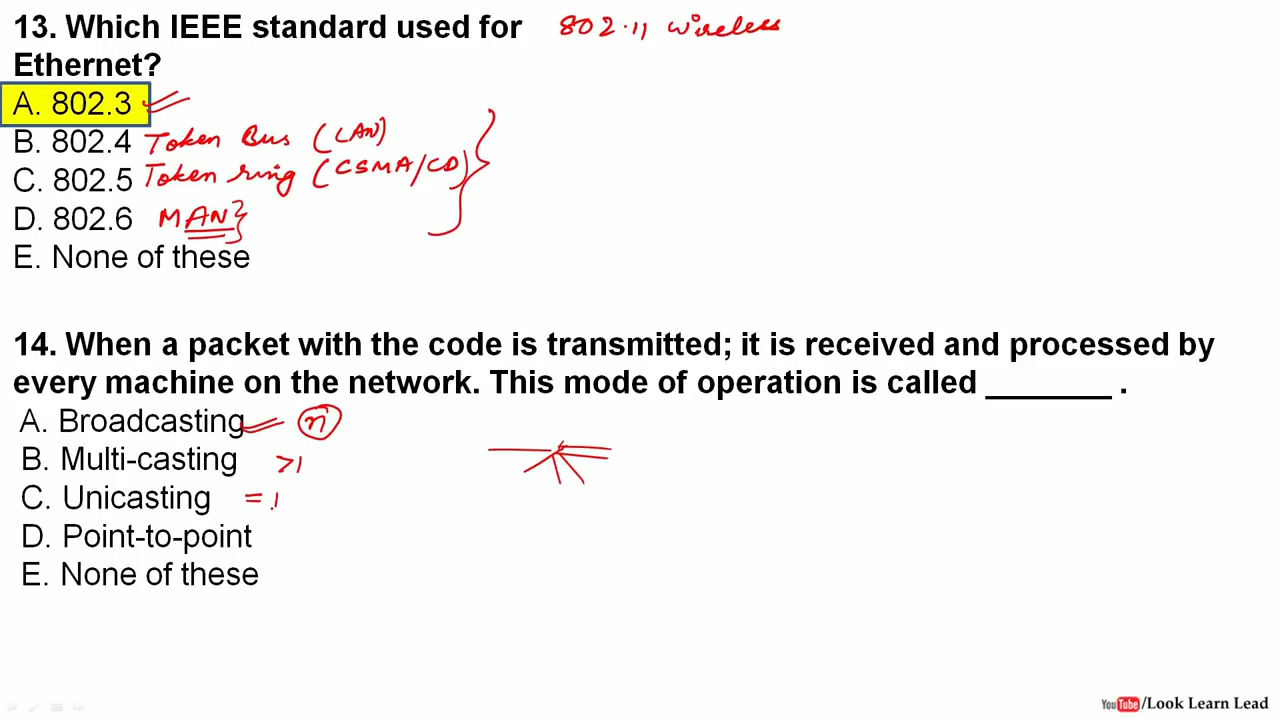 13. Which IEEE standard used for 802.11 wireless
Ethernet?
A. 802.3
B. 802.4 Token Bus (LAN)
C. 802.5 Token ring (CSMA/CD)
D. 802.6 MAN}
E. None of these
14. When a packet with the code is transmitted; it is received and processed by
every machine on the network. This mode of operation is called _______ .
A. Broadcasting n
B. Multi-casting >1
C. Unicasting = 1
D. Point-to-point
E. None of these
YouTube/Look Learn Lead